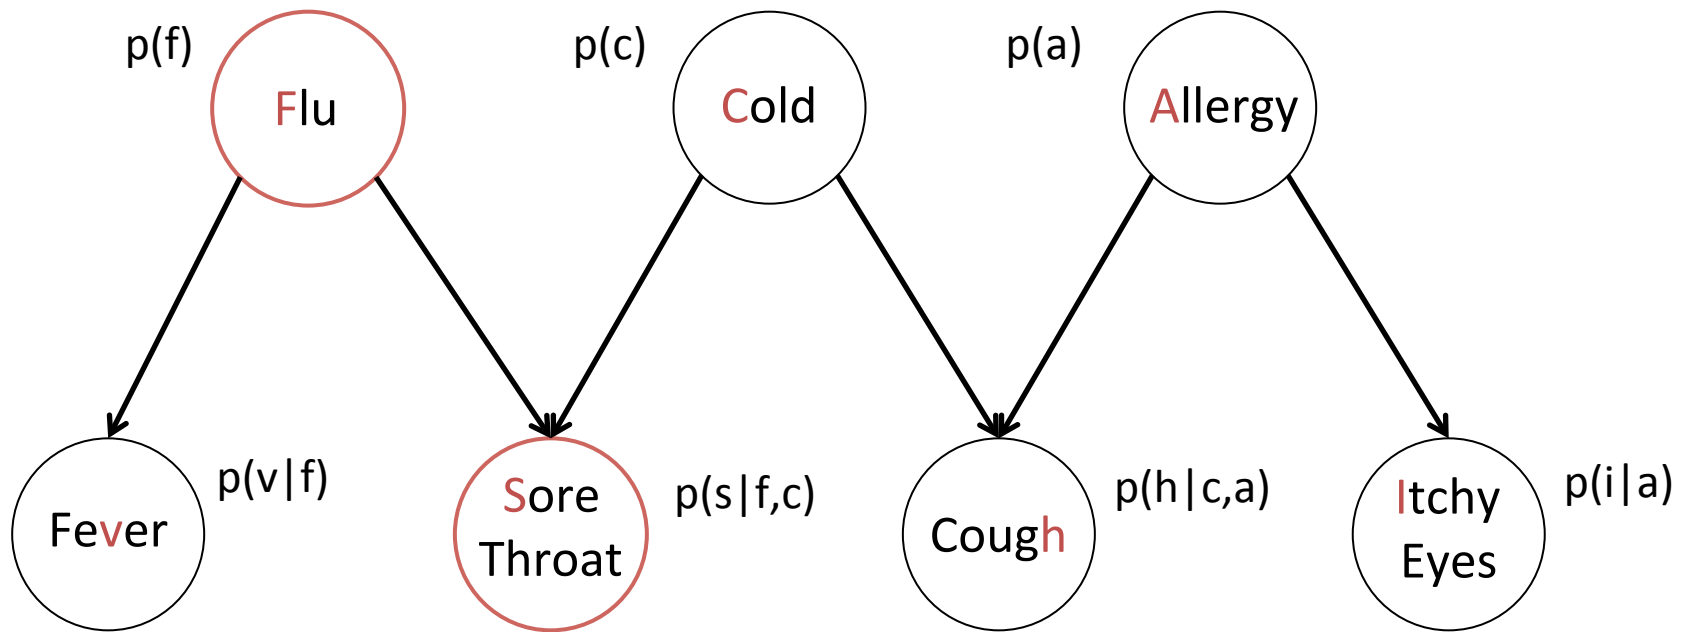 p(f)
Flu
p(c)
Cold
p(a)
Allergy
Fever
p(v|f)
Sore
Throat
p(s|f,c)
Cough
p(h|c,a)
Itchy
Eyes
p(i|a)